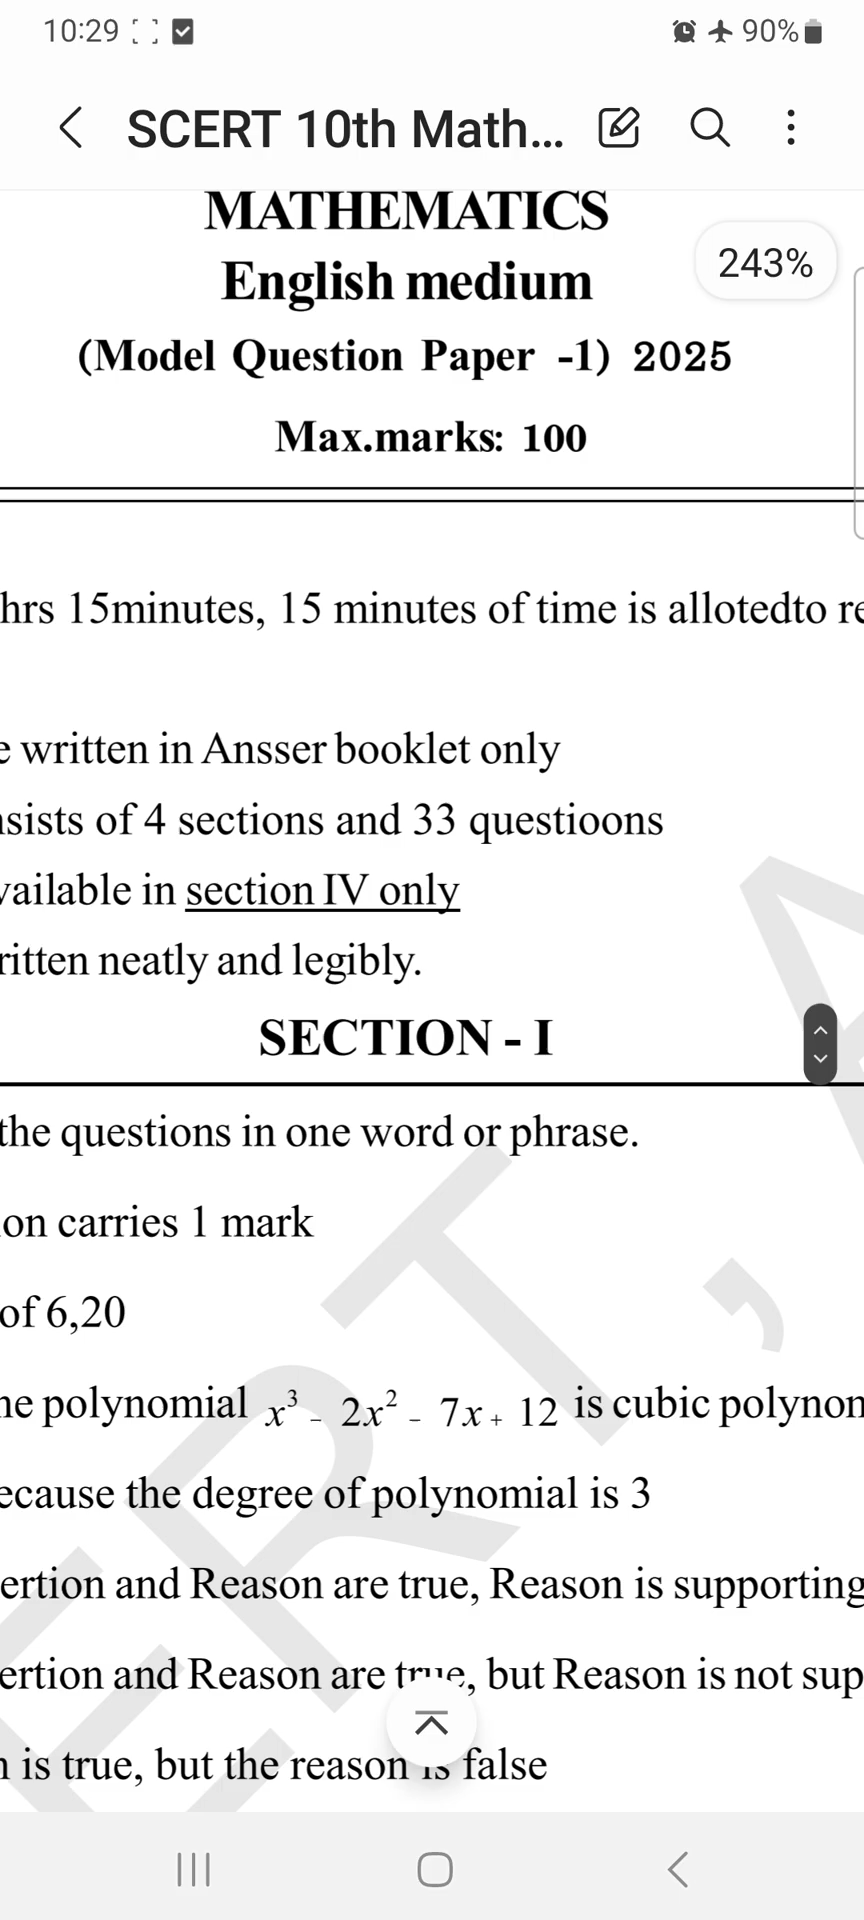 10:29
90%
SCERT 10th Math...
MATHEMATICS
243%
English medium
(Model Question Paper -1) 2025
Max.marks: 100
hrs 15minutes, 15 minutes of time is allotedto re
e written in Ansser booklet only
nsists of 4 sections and 33 questioons
vailable in section IV only
ritten neatly and legibly.
SECTION - I
the questions in one word or phrase.
on carries 1 mark
of 6,20
he polynomial x³ - 2x² - 7x + 12 is cubic polynom
ecause the degree of polynomial is 3
ertion and Reason are true, Reason is supporting
ertion and Reason are true, but Reason is not sup
n is true, but the reason is false
ERT, A